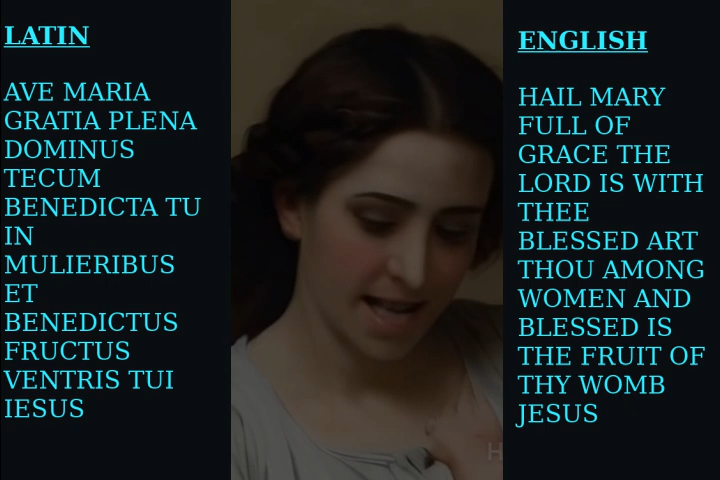 LATIN
AVE MARIA
GRATIA PLENA
DOMINUS
TECUM
BENEDICTA TU
IN
MULIERIBUS
ET
BENEDICTUS
FRUCTUS
VENTRIS TUI
IESUS
ENGLISH
HAIL MARY
FULL OF
GRACE THE
LORD IS WITH
THEE
BLESSED ART
THOU AMONG
WOMEN AND
BLESSED IS
THE FRUIT OF
THY WOMB
JESUS